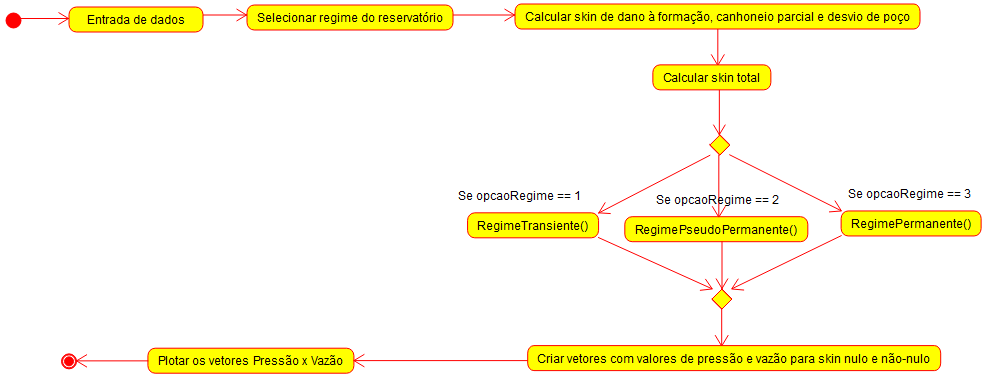 Entrada de dados
Selecionar regime do reservatório
Calcular skin de dano à formação, canhoneio parcial e desvio de poço
Calcular skin total
Se opcaoRegime == 1
Se opcaoRegime == 2
Se opcaoRegime == 3
RegimeTransiente()
RegimePseudoPermanente()
RegimePermanente()
Criar vetores com valores de pressão e vazão para skin nulo e não-nulo
Plotar os vetores Pressão x Vazão